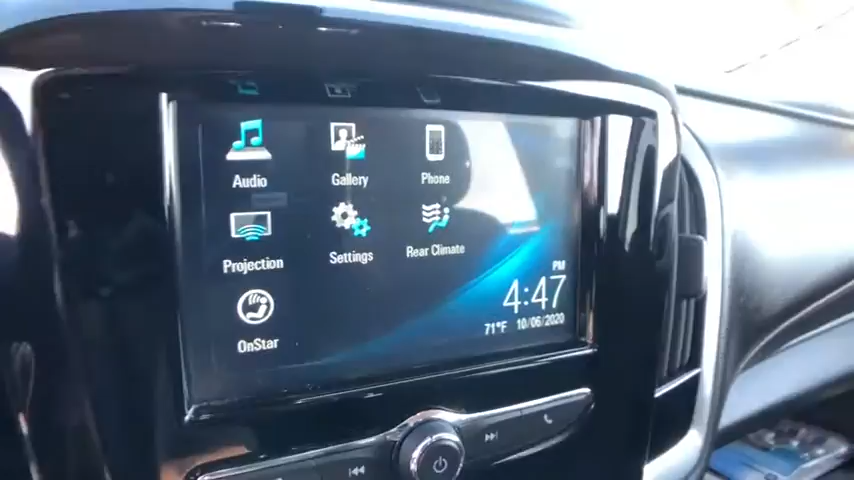 Audio
Gallery
Phone
Projection
Settings
Rear Climate
OnStar
4:47 PM
71°F 10/06/2020